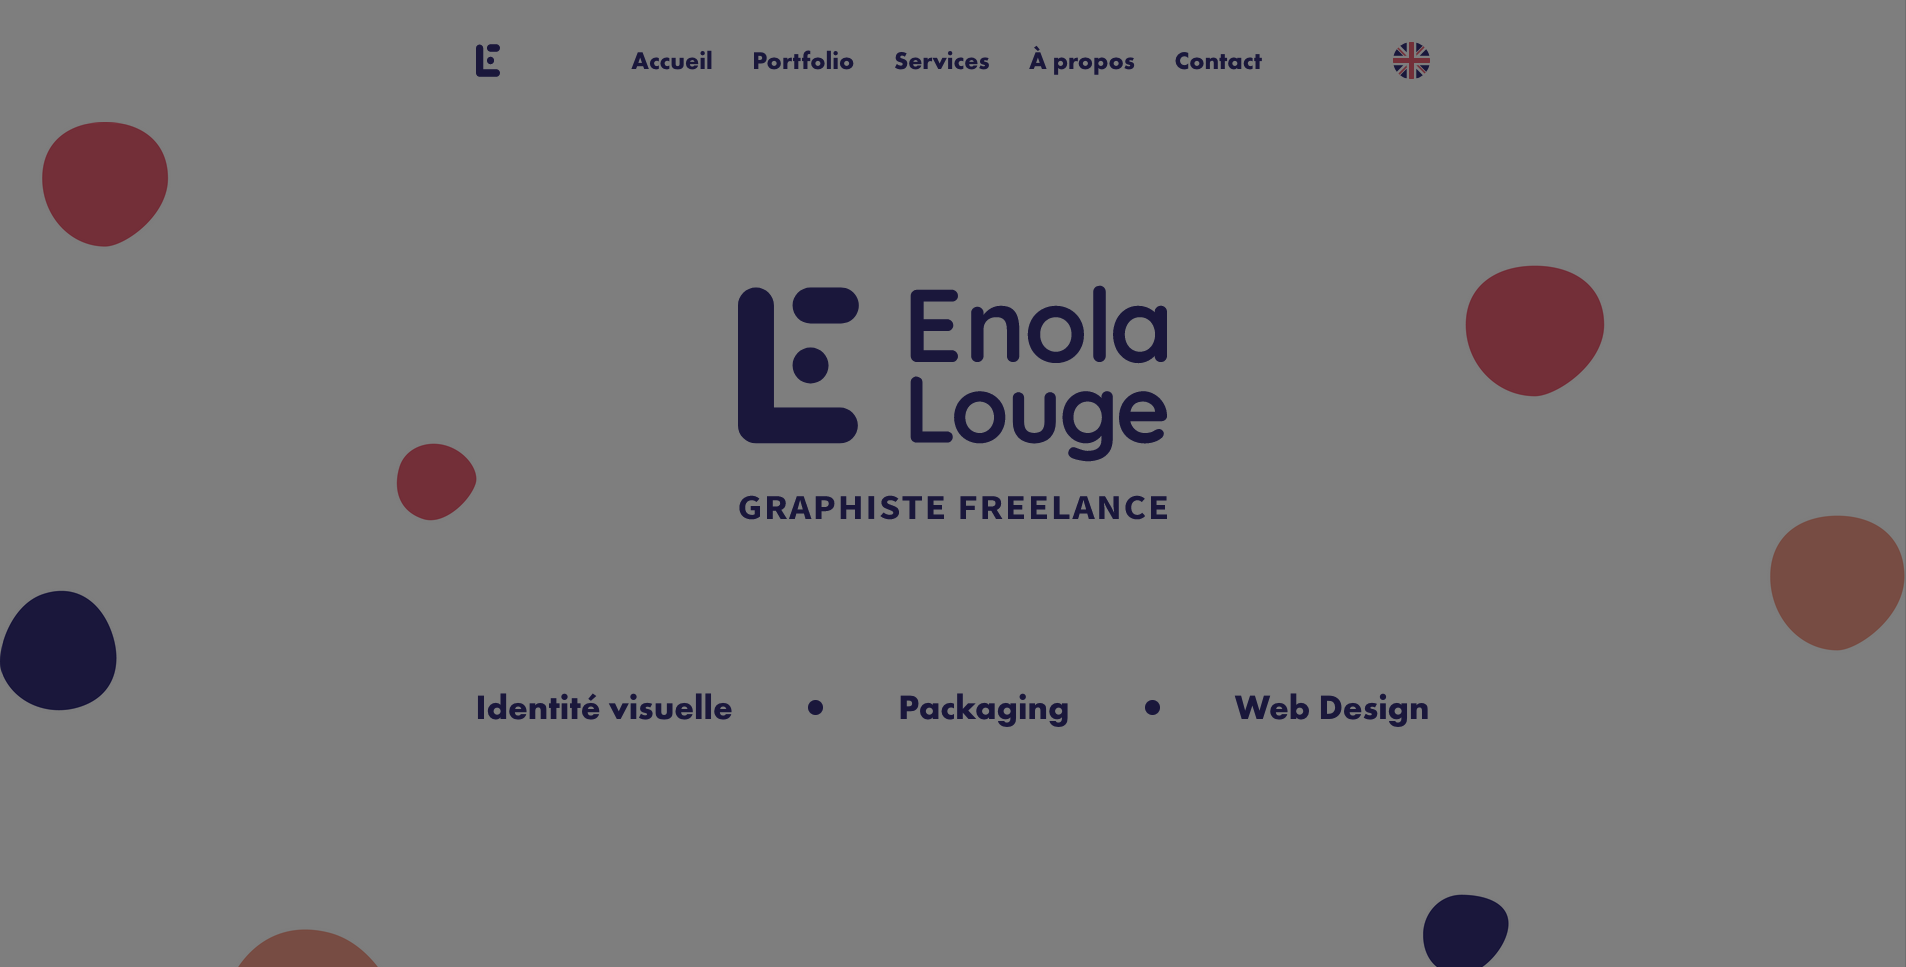 Accueil Portfolio Services À propos Contact
Enola
Louge
GRAPHISTE FREELANCE
Identité visuelle • Packaging • Web Design